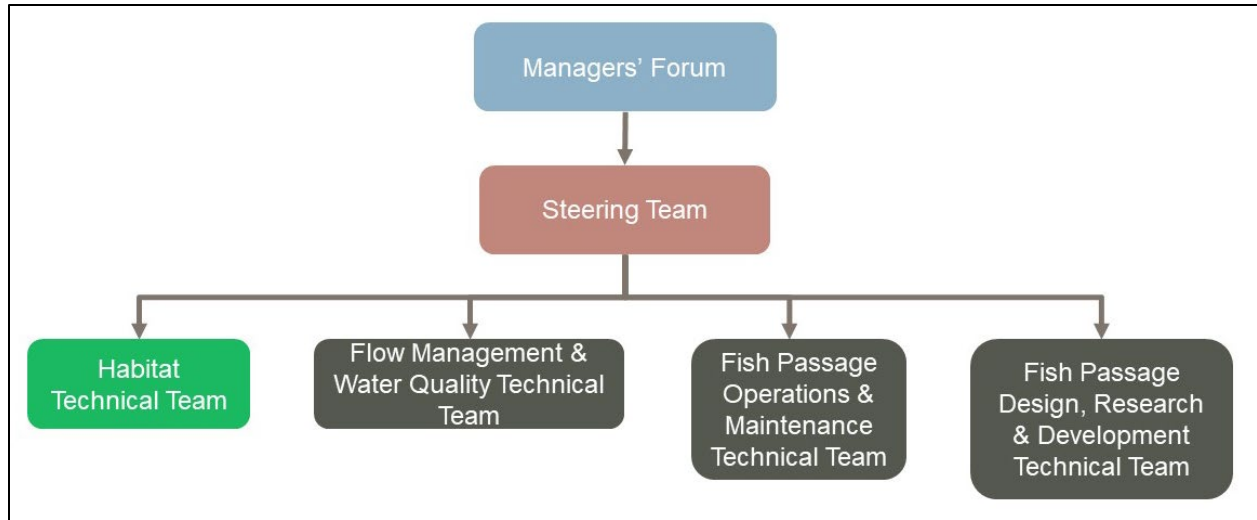 Managers’ Forum
Steering Team
Habitat
Technical Team
Flow Management &
Water Quality Technical
Team
Fish Passage
Operations &
Maintenance
Technical Team
Fish Passage
Design, Research
& Development
Technical Team